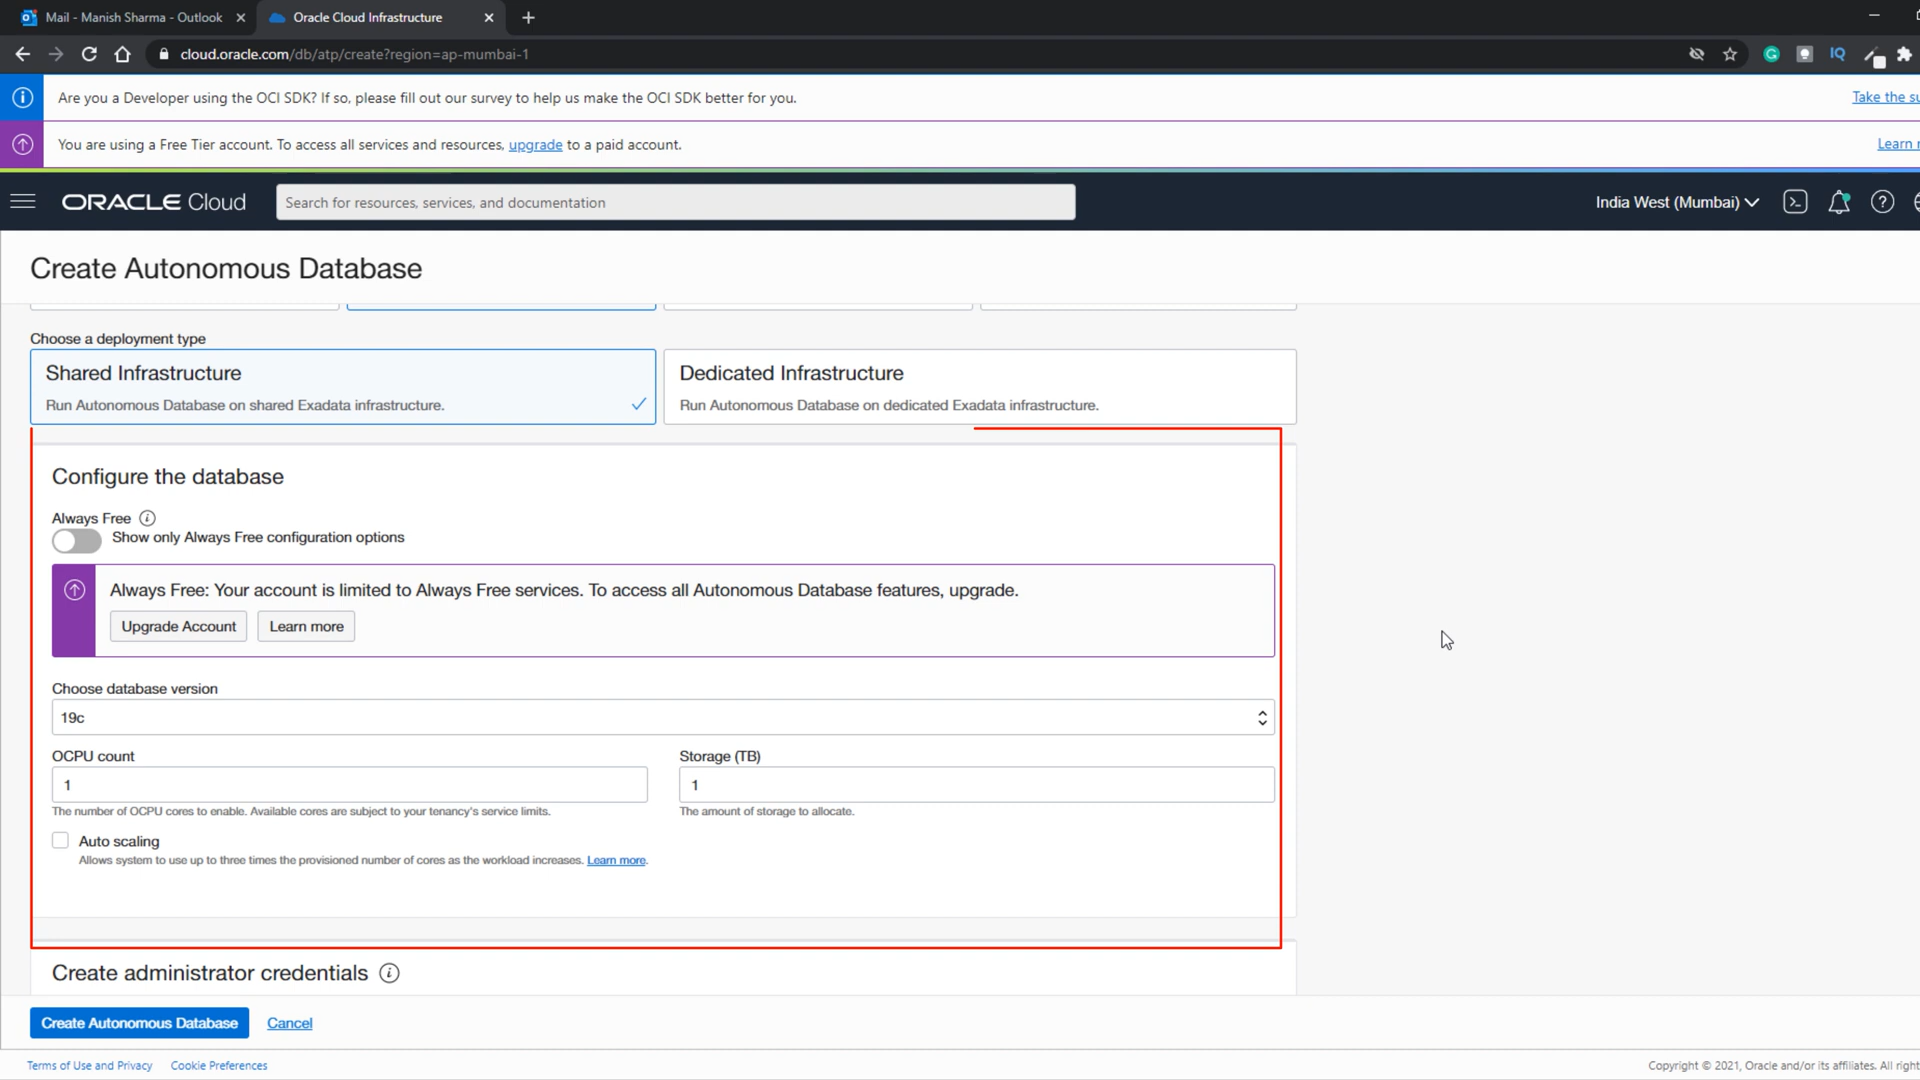 Mail - Manish Sharma - Outlook
Oracle Cloud Infrastructure
cloud.oracle.com/db/atp/create?region=ap-mumbai-1
IQ
Are you a Developer using the OCI SDK? If so, please fill out our survey to help us make the OCI SDK better for you.
Take the su
You are using a Free Tier account. To access all services and resources, upgrade to a paid account.
Learn
ORACLE Cloud
Search for resources, services, and documentation
India West (Mumbai)
Create Autonomous Database
Choose a deployment type
Shared Infrastructure
Run Autonomous Database on shared Exadata infrastructure.
Dedicated Infrastructure
Run Autonomous Database on dedicated Exadata infrastructure.
Configure the database
Always Free
Show only Always Free configuration options
Always Free: Your account is limited to Always Free services. To access all Autonomous Database features, upgrade.
Upgrade Account
Learn more
Choose database version
19c
OCPU count
Storage (TB)
1
1
The number of OCPU cores to enable. Available cores are subject to your tenancy's service limits.
The amount of storage to allocate.
Auto scaling
Allows system to use up to three times the provisioned number of cores as the workload increases. Learn more.
Create administrator credentials
Create Autonomous Database
Cancel
Terms of Use and Privacy
Cookie Preferences
Copyright © 2021, Oracle and/or its affiliates. All right